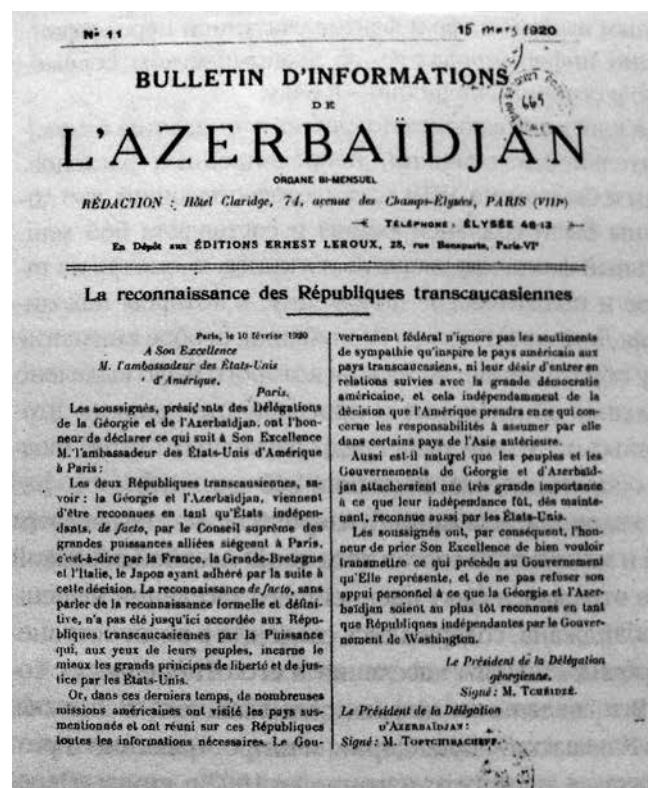 N° 11
15 mars 1920
BULLETIN D'INFORMATIONS
DE
L'AZERBAÏDJAN
ORGANE BI-MENSUEL
RÉDACTION : Hôtel Claridge, 74, avenue des Champs-Élysées, PARIS (VIIIe)
TÉLÉPHONE : ÉLYSÉE 46-13
En Dépôt aux ÉDITIONS ERNEST LEROUX, 28, rue Bonaparte, Paris-VIe
La reconnaissance des Républiques transcaucasiennes
Paris, le 10 février 1920
A Son Excellence
M. l'ambassadeur des États-Unis
d'Amérique.
Paris.
Les soussignés, présidents des Délégations
de la Géorgie et de l'Azerbaïdjan, ont l'hon-
neur de déclarer ce qui suit à Son Excellence
M. l'ambassadeur des États-Unis d'Amérique
à Paris :
Les deux Républiques transcaucasiennes, sa-
voir : la Géorgie et l'Azerbaïdjan, viennent
d'être reconnues en tant qu'États indépen-
dants, de facto, par le Conseil suprême des
grandes puissances alliées siégeant à Paris,
c'est-à-dire par la France, la Grande-Bretagne
et l'Italie, le Japon ayant adhéré par la suite à
cette décision. La reconnaissance de facto, sans
parler de la reconnaissance formelle et défini-
tive, n'a pas été jusqu'ici accordée aux Répu-
bliques transcaucasiennes par la Puissance
qui, aux yeux de leurs peuples, incarne le
mieux les grands principes de liberté et de jus-
tice par les États-Unis.
Or, dans ces derniers temps, de nombreuses
missions américaines ont visité les pays sus-
mentionnés et ont réuni sur ces Républiques
toutes les informations nécessaires. Le Gou-
vernement fédéral n'ignore pas les sentiments
de sympathie qu'inspire le pays américain aux
pays transcaucasiens, ni leur désir d'entrer en
relations suivies avec la grande démocratie
américaine, et cela indépendamment de la
décision que l'Amérique prendra en ce qui con-
cerne les responsabilités à assumer par elle
dans certains pays de l'Asie antérieure.
Aussi est-il naturel que les peuples et les
Gouvernements de Géorgie et d'Azerbaïd-
jan attacheraient une très grande importance
à ce que leur indépendance fût, dès mainte-
nant, reconnue aussi par les États-Unis.
Les soussignés ont, par conséquent, l'hon-
neur de prier Son Excellence de bien vouloir
transmettre ce qui précède au Gouvernement
qu'Elle représente, et de ne pas refuser son
appui personnel à ce que la Géorgie et l'Azer-
baïdjan soient au plus tôt reconnues en tant
que Républiques indépendantes par le Gouver-
nement de Washington.
Le Président de la Délégation
géorgienne.
Signé : M. TCHÉIDZÉ.
Le Président de la Délégation
d'AZERBAÏDJAN :
Signé : M. TOPTCHIBACHEFF.